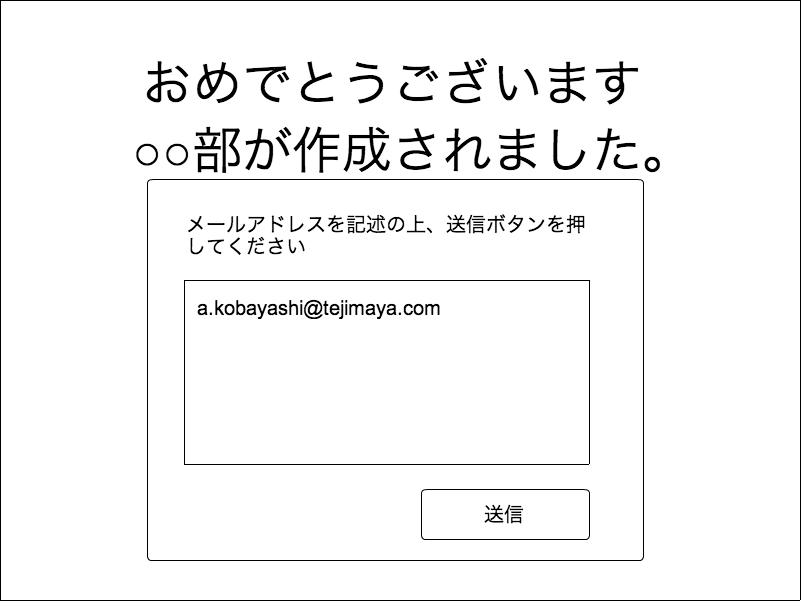 おめでとうございます
○○部が作成されました。
メールアドレスを記述の上、送信ボタンを押
してください
a.kobayashi@tejimaya.com
送信